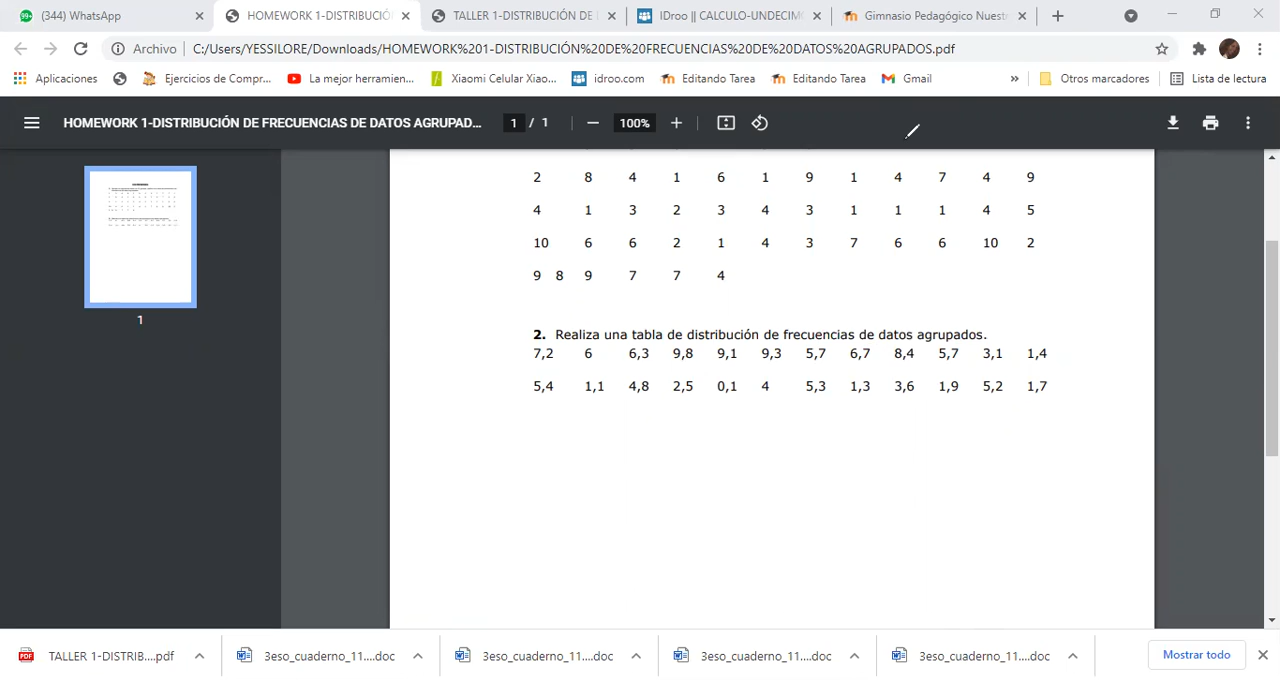 (344) WhatsApp
HOMEWORK 1-DISTRIBUCIÓN
TALLER 1-DISTRIBUCIÓN DE
IDroo || CALCULO-UNDECIM
Gimnasio Pedagógico Nuest
Archivo | C:/Users/YESSILORE/Downloads/HOMEWORK%201-DISTRIBUCIÓN%20DE%20FRECUENCIAS%20DE%20DATOS%20AGRUPADOS.pdf
Aplicaciones Ejercicios de Compr... La mejor herramien... Xiaomi Celular Xiao... idroo.com Editando Tarea Editando Tarea Gmail » Otros marcadores Lista de lectura
HOMEWORK 1-DISTRIBUCIÓN DE FRECUENCIAS DE DATOS AGRUPAD... 1 / 1 100%
2 8 4 1 6 1 9 1 4 7 4 9
4 1 3 2 3 4 3 1 1 1 4 5
10 6 6 2 1 4 3 7 6 6 10 2
9 8 9 7 7 4
1
2. Realiza una tabla de distribución de frecuencias de datos agrupados.
7,2 6 6,3 9,8 9,1 9,3 5,7 6,7 8,4 5,7 3,1 1,4
5,4 1,1 4,8 2,5 0,1 4 5,3 1,3 3,6 1,9 5,2 1,7
TALLER 1-DISTRIB....pdf 3eso_cuaderno_11....doc 3eso_cuaderno_11....doc 3eso_cuaderno_11....doc 3eso_cuaderno_11....doc Mostrar todo